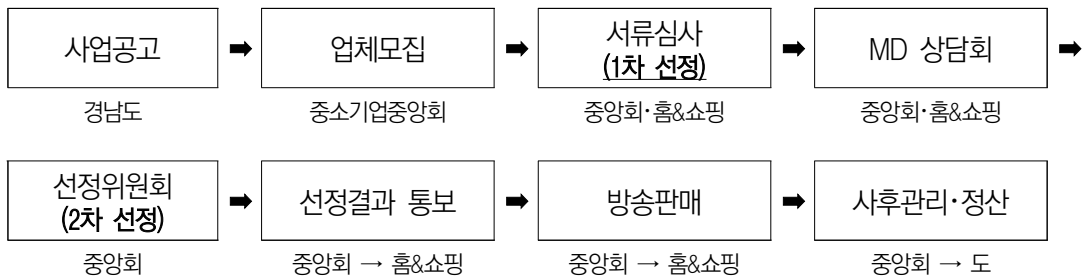 사업공고 ➡ 업체모집 ➡ 서류심사 (1차 선정) ➡ MD 상담회 ➡
경남도 중소기업중앙회 중앙회·홈&쇼핑 중앙회·홈&쇼핑
선정위원회 (2차 선정) ➡ 선정결과 통보 ➡ 방송판매 ➡ 사후관리·정산
중앙회 중앙회 → 홈&쇼핑 중앙회 → 홈&쇼핑 중앙회 → 도